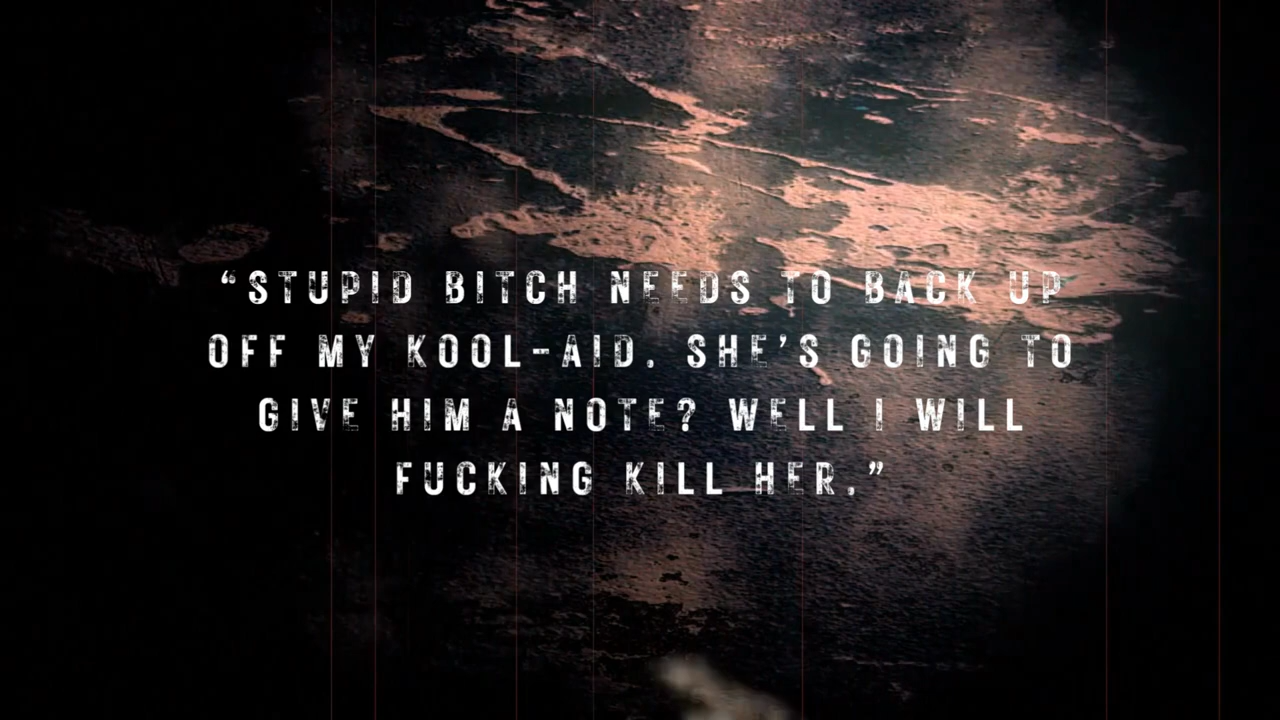 “STUPID BITCH NEEDS TO BACK UP
OFF MY KOOL-AID. SHE’S GOING TO
GIVE HIM A NOTE? WELL I WILL
FUCKING KILL HER.”